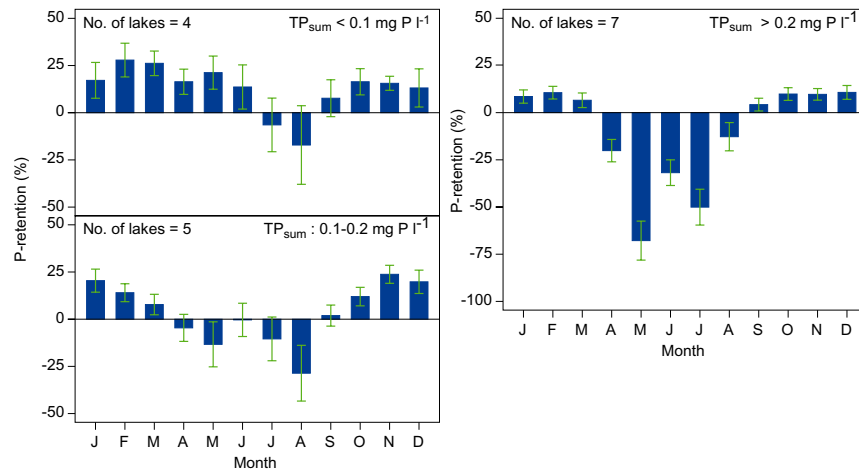 No. of lakes = 4 TPsum < 0.1 mg P l-1
50
25
0
-25
-50
No. of lakes = 5 TPsum : 0.1-0.2 mg P l-1
50
25
0
-25
-50
P-retention (%)
J F M A M J J A S O N D
Month
No. of lakes = 7 TPsum > 0.2 mg P l-1
50
25
0
-25
-50
-75
-100
P-retention (%)
J F M A M J J A S O N D
Month